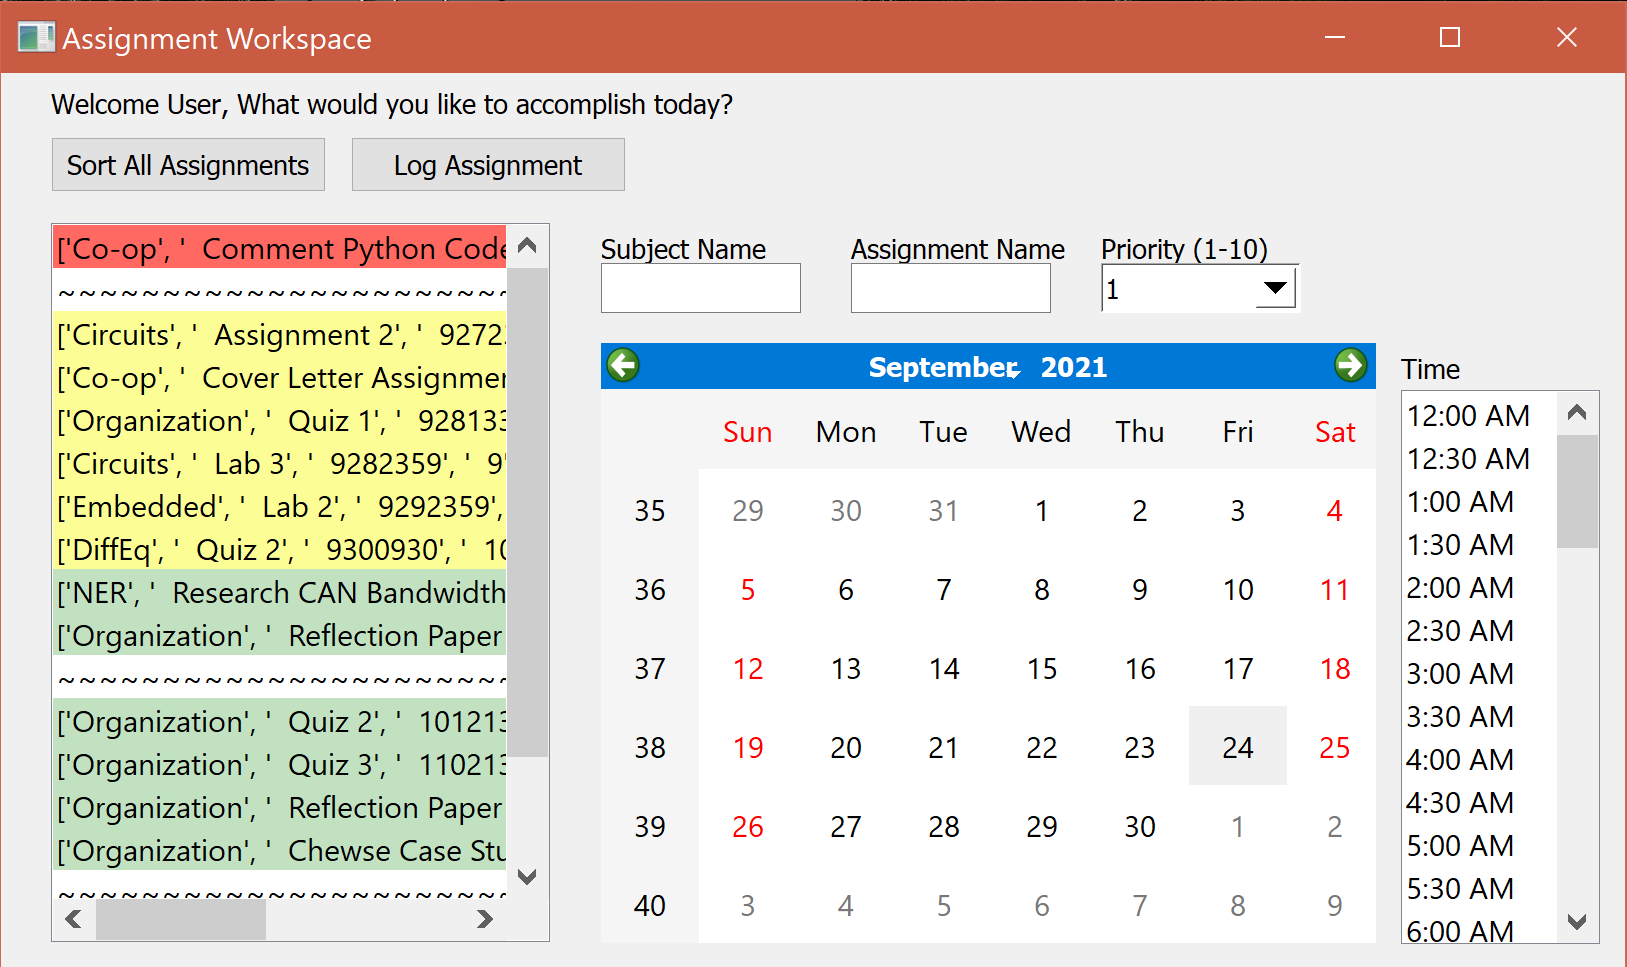 Assignment Workspace
Welcome User, What would you like to accomplish today?
Sort All Assignments Log Assignment
['Co-op', '  Comment Python Code
~~~~~~~~~~~~~~~~~~~~~~
['Circuits', '  Assignment 2', '  9272
['Co-op', '  Cover Letter Assignmen
['Organization', '  Quiz 1', '  928133
['Circuits', '  Lab 3', '  9282359', '  9
['Embedded', '  Lab 2', '  9292359',
['DiffEq', '  Quiz 2', '  9300930', '  10
['NER', '  Research CAN Bandwidth
['Organization', '  Reflection Paper
~~~~~~~~~~~~~~~~~~~~~~
['Organization', '  Quiz 2', '  101213
['Organization', '  Quiz 3', '  110213
['Organization', '  Reflection Paper
['Organization', '  Chewse Case Stu
~~~~~~~~~~~~~~~~~~~~~~
Subject Name Assignment Name Priority (1-10)
1
September 2021
Sun Mon Tue Wed Thu Fri Sat
35 29 30 31 1 2 3 4
36 5 6 7 8 9 10 11
37 12 13 14 15 16 17 18
38 19 20 21 22 23 24 25
39 26 27 28 29 30 1 2
40 3 4 5 6 7 8 9
Time
12:00 AM
12:30 AM
1:00 AM
1:30 AM
2:00 AM
2:30 AM
3:00 AM
3:30 AM
4:00 AM
4:30 AM
5:00 AM
5:30 AM
6:00 AM